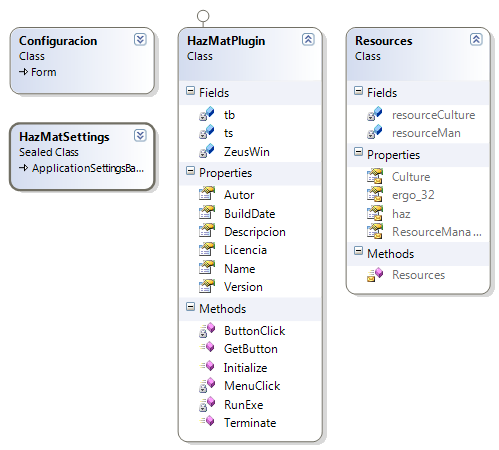 Configuracion
Class
Form
HazMatSettings
Sealed Class
ApplicationSettingsBa...
HazMatPlugin
Class
Fields
tb
ts
ZeusWin
Properties
Autor
BuildDate
Descripcion
Licencia
Name
Version
Methods
ButtonClick
GetButton
Initialize
MenuClick
RunExe
Terminate
Resources
Class
Fields
resourceCulture
resourceMan
Properties
Culture
ergo_32
haz
ResourceMana...
Methods
Resources